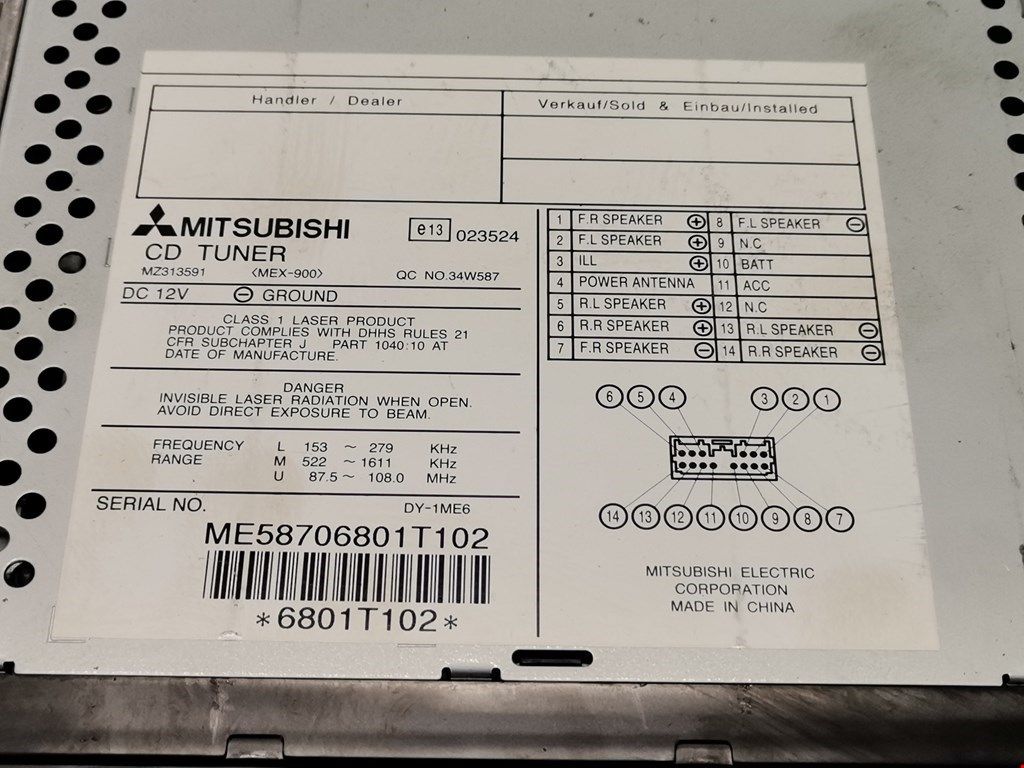 Handler / Dealer
Verkauf/Sold & Einbau/Installed
MITSUBISHI
e13 023524
CD TUNER
MZ313591 <MEX-900> QC NO.34W587
DC 12V ⊖ GROUND
CLASS 1 LASER PRODUCT
PRODUCT COMPLIES WITH DHHS RULES 21
CFR SUBCHAPTER J PART 1040:10 AT
DATE OF MANUFACTURE.
DANGER
INVISIBLE LASER RADIATION WHEN OPEN.
AVOID DIRECT EXPOSURE TO BEAM.
FREQUENCY RANGE
L 153 ~ 279 KHz
M 522 ~ 1611 KHz
U 87.5 ~ 108.0 MHz
SERIAL NO. DY-1ME6
ME58706801T102
*6801T102*
1 F.R SPEAKER ⊕ 8 F.L SPEAKER ⊖
2 F.L SPEAKER ⊕ 9 N.C
3 ILL ⊕ 10 BATT
4 POWER ANTENNA 11 ACC
5 R.L SPEAKER ⊕ 12 N.C
6 R.R SPEAKER ⊕ 13 R.L SPEAKER ⊖
7 F.R SPEAKER ⊖ 14 R.R SPEAKER ⊖
6 5 4 3 2 1
14 13 12 11 10 9 8 7
MITSUBISHI ELECTRIC
CORPORATION
MADE IN CHINA